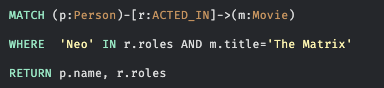 MATCH (p:Person)-[r:ACTED_IN]->(m:Movie)
WHERE  'Neo' IN r.roles AND m.title='The Matrix'
RETURN p.name, r.roles